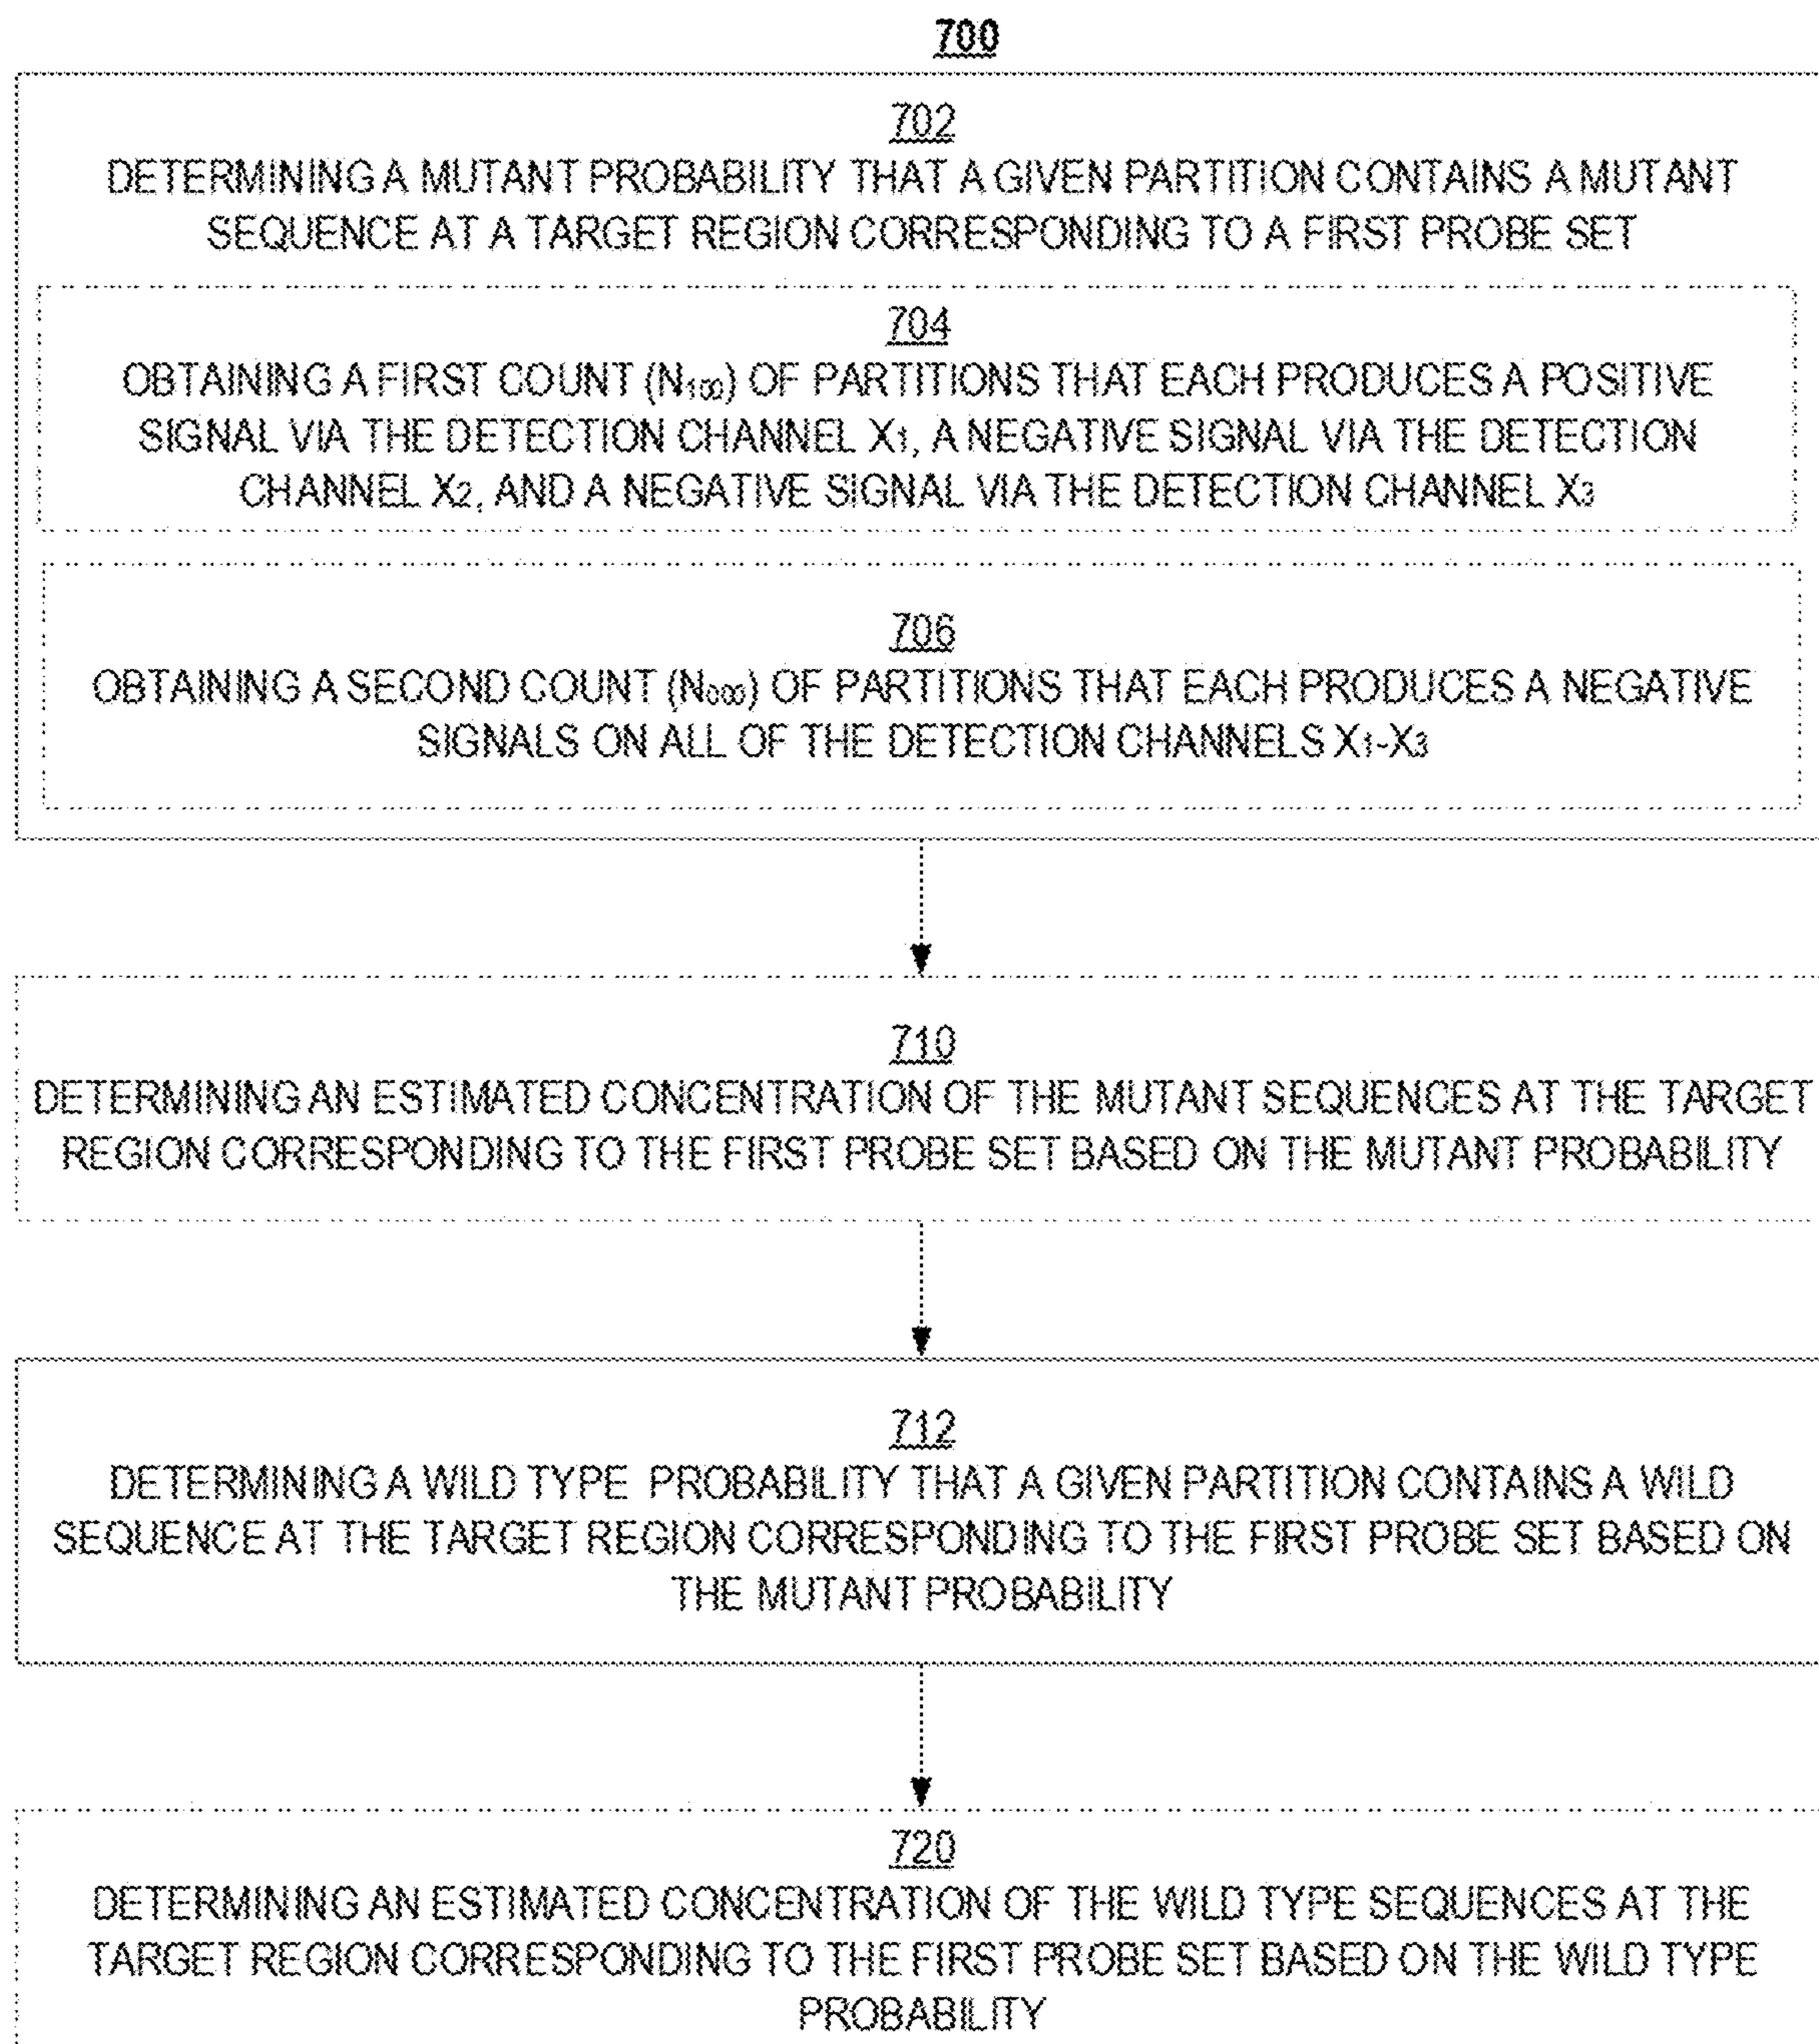 700
702
DETERMINING A MUTANT PROBABILITY THAT A GIVEN PARTITION CONTAINS A MUTANT
SEQUENCE AT A TARGET REGION CORRESPONDING TO A FIRST PROBE SET
704
OBTAINING A FIRST COUNT (N₁₀₀) OF PARTITIONS THAT EACH PRODUCES A POSITIVE
SIGNAL VIA THE DETECTION CHANNEL X₁, A NEGATIVE SIGNAL VIA THE DETECTION
CHANNEL X₂, AND A NEGATIVE SIGNAL VIA THE DETECTION CHANNEL X₃
706
OBTAINING A SECOND COUNT (N₀₀₀) OF PARTITIONS THAT EACH PRODUCES A NEGATIVE
SIGNALS ON ALL OF THE DETECTION CHANNELS X₁-X₃
710
DETERMINING AN ESTIMATED CONCENTRATION OF THE MUTANT SEQUENCES AT THE TARGET
REGION CORRESPONDING TO THE FIRST PROBE SET BASED ON THE MUTANT PROBABILITY
712
DETERMINING A WILD TYPE PROBABILITY THAT A GIVEN PARTITION CONTAINS A WILD
SEQUENCE AT THE TARGET REGION CORRESPONDING TO THE FIRST PROBE SET BASED ON
THE MUTANT PROBABILITY
720
DETERMINING AN ESTIMATED CONCENTRATION OF THE WILD TYPE SEQUENCES AT THE
TARGET REGION CORRESPONDING TO THE FIRST PROBE SET BASED ON THE WILD TYPE
PROBABILITY